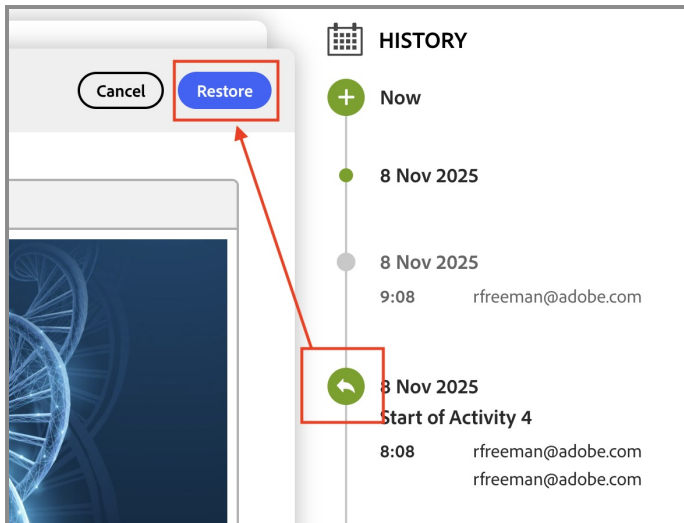 Cancel
Restore
HISTORY
Now
8 Nov 2025
8 Nov 2025
9:08 rfreeman@adobe.com
8 Nov 2025
Start of Activity 4
8:08 rfreeman@adobe.com
rfreeman@adobe.com